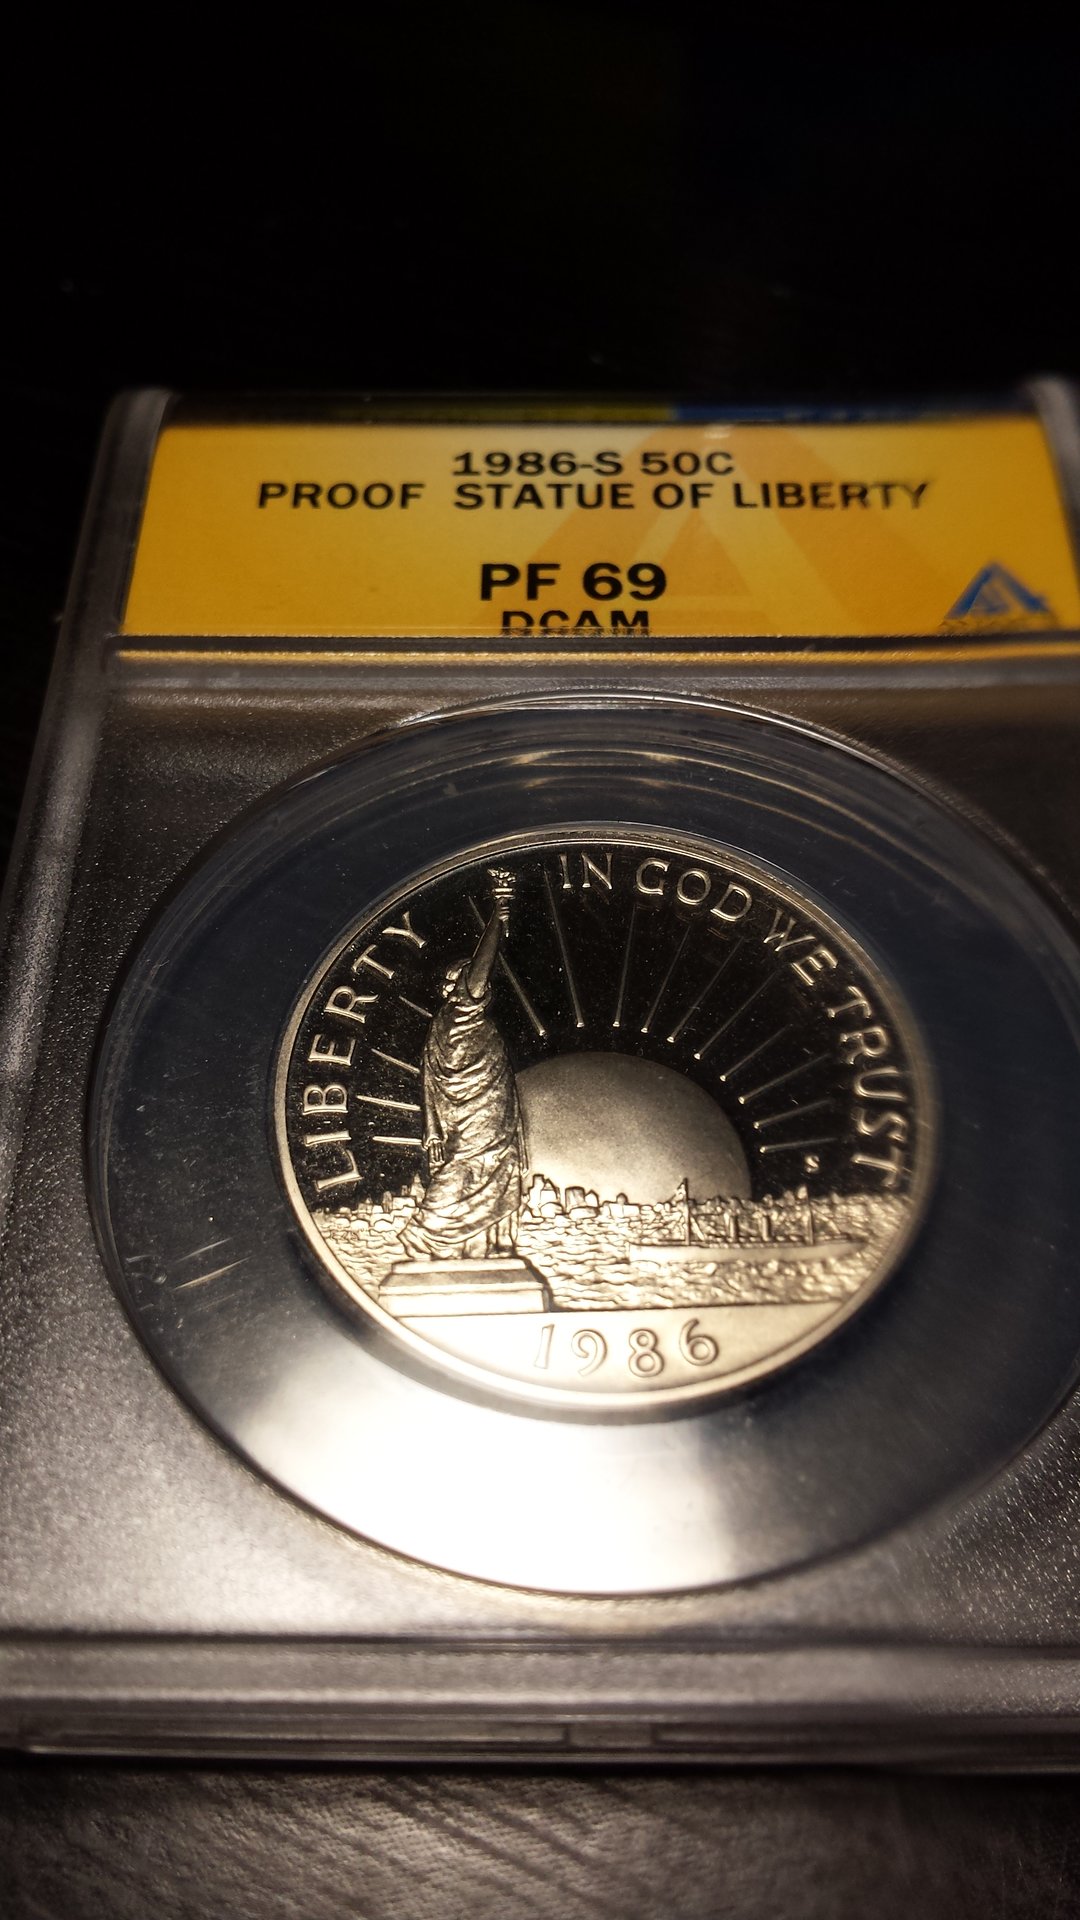 1986-S 50C
PROOF STATUE OF LIBERTY
PF 69
DCAM
LIBERTY
IN GOD WE TRUST
S
1986